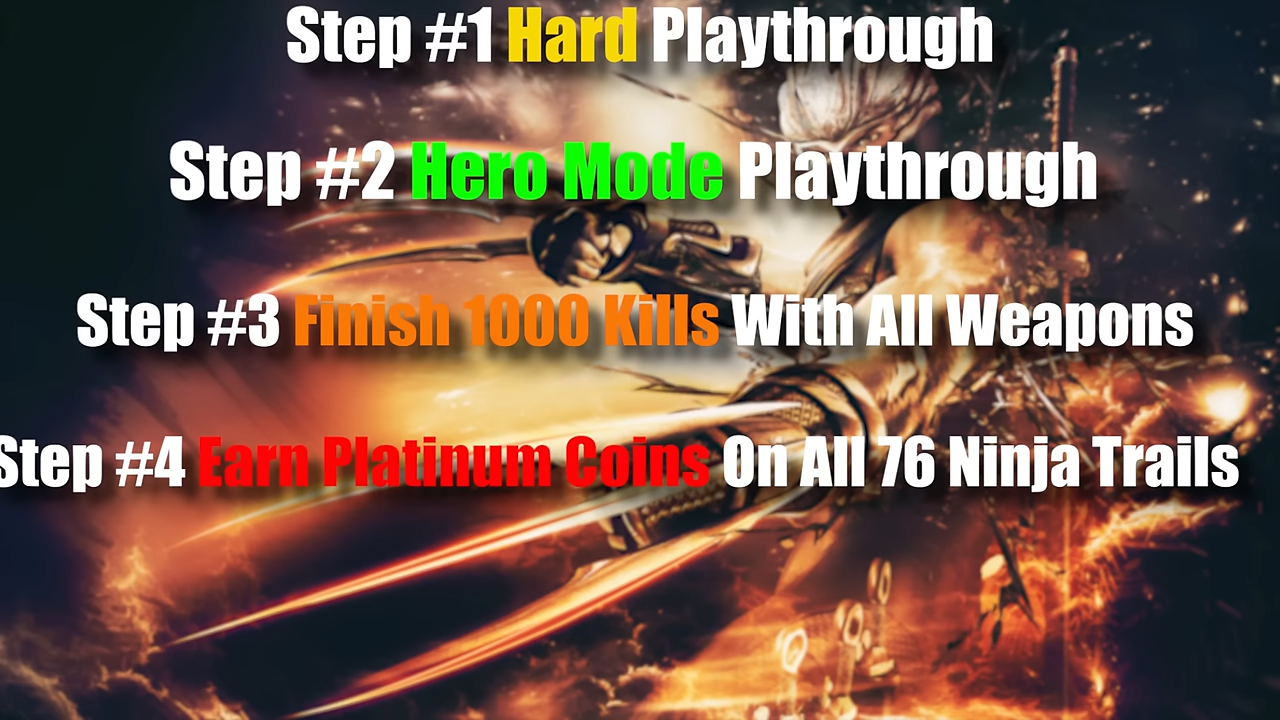 Step #1 Hard Playthrough
Step #2 Hero Mode Playthrough
Step #3 Finish 1000 Kills With All Weapons
Step #4 Earn Platinum Coins On All 76 Ninja Trails